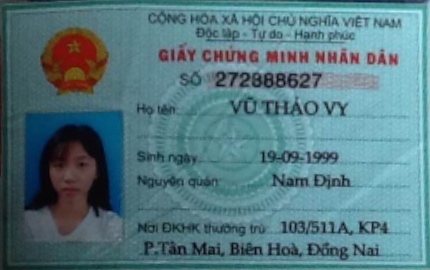 CỘNG HÒA XÃ HỘI CHỦ NGHĨA VIỆT NAM
Độc lập - Tự do - Hạnh phúc
GIẤY CHỨNG MINH NHÂN DÂN
SỐ 272888627
Họ tên VŨ THẢO VY
Sinh ngày 19-09-1999
Nguyên quán Nam Định
Nơi ĐKHK thường trú 103/511A, KP4
P.Tân Mai, Biên Hoà, Đồng Nai